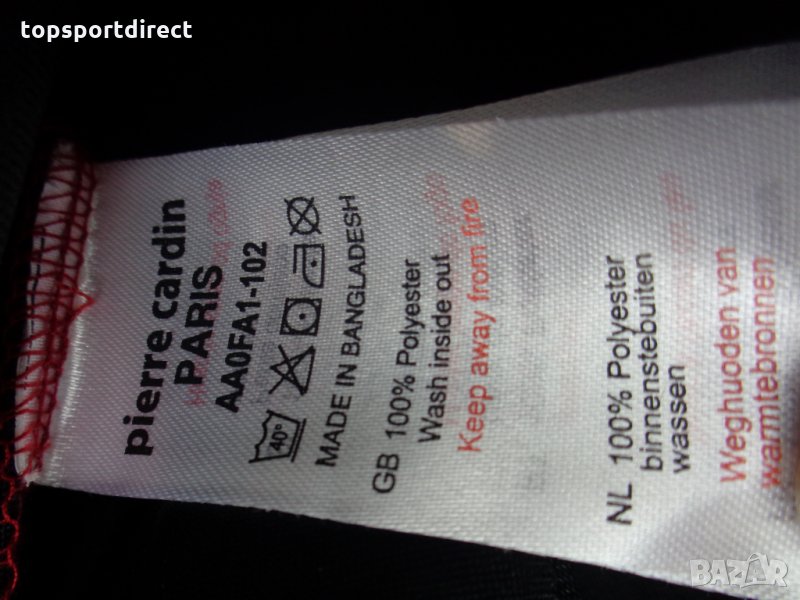 topsportdirect
pierre cardin
PARIS
AA0FA1-102
40°
MADE IN BANGLADESH
GB 100% Polyester
Wash inside out
Keep away from fire
NL 100% Polyester
binnenstebuiten
wassen
Weghuoden van
warmtebronnen
BAZAR